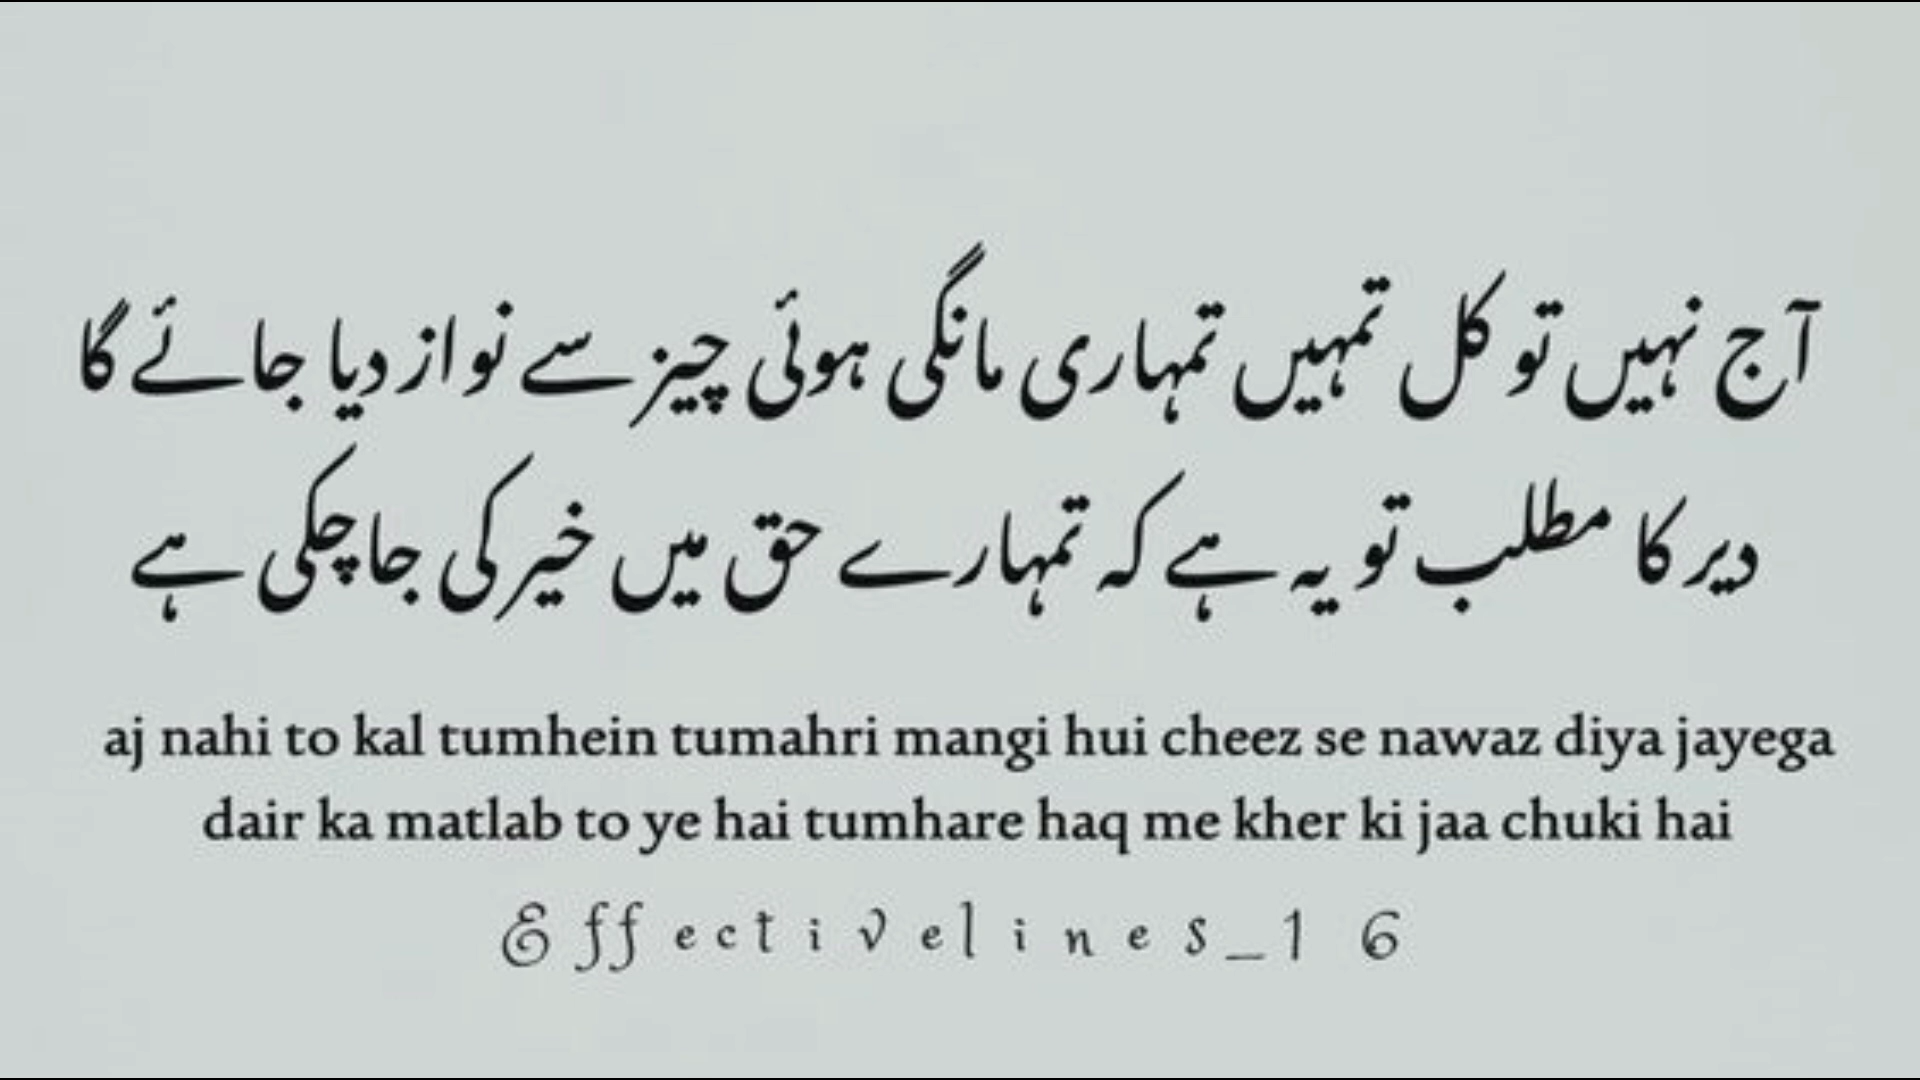 آج نہیں تو کل تمہیں تمہاری مانگی ہوئی چیز سے نواز دیا جائے گا
دیر کا مطلب تو یہ ہے کہ تمہارے حق میں خیر کی جا چکی ہے
aj nahi to kal tumhein tumahri mangi hui cheez se nawaz diya jayega
dair ka matlab to ye hai tumhare haq me kher ki jaa chuki hai
Effectivelines_16